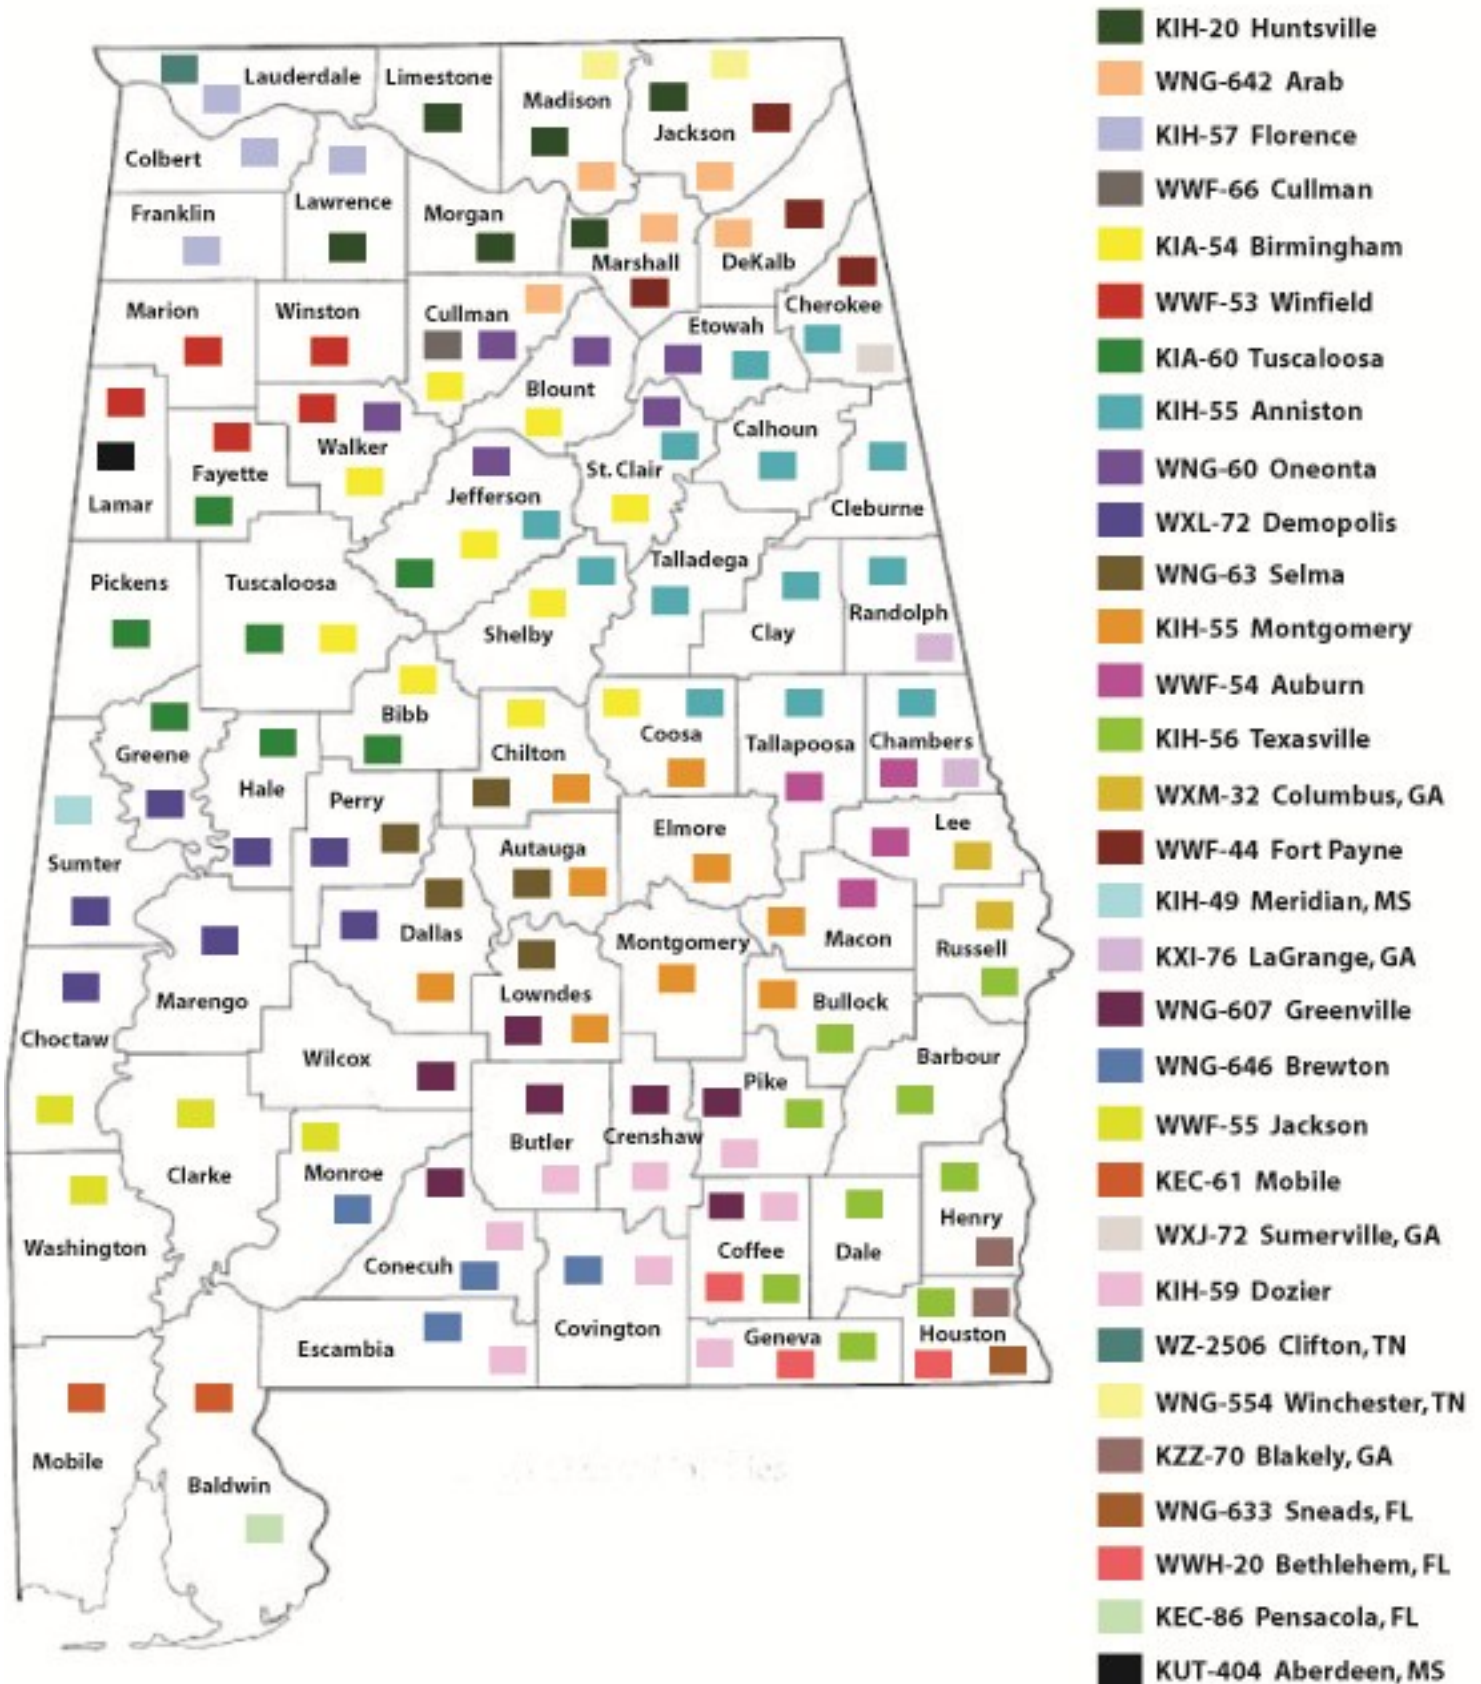 Lauderdale
Limestone
Madison
Jackson
Colbert
Lawrence
Franklin
Morgan
Marshall
DeKalb
Cherokee
Marion
Winston
Cullman
Etowah
Blount
Walker
Calhoun
Fayette
St. Clair
Jefferson
Lamar
Cleburne
Talladega
Pickens
Tuscaloosa
Randolph
Shelby
Clay
Bibb
Coosa
Tallapoosa
Chambers
Greene
Chilton
Hale
Perry
Lee
Elmore
Autauga
Sumter
Dallas
Montgomery
Macon
Russell
Marengo
Lowndes
Bullock
Choctaw
Wilcox
Barbour
Pike
Butler
Crenshaw
Clarke
Monroe
Henry
Washington
Conecuh
Coffee
Dale
Covington
Geneva
Houston
Escambia
Mobile
Baldwin
KIH-20 Huntsville
WNG-642 Arab
KIH-57 Florence
WWF-66 Cullman
KIA-54 Birmingham
WWF-53 Winfield
KIA-60 Tuscaloosa
KIH-55 Anniston
WNG-60 Oneonta
WXL-72 Demopolis
WNG-63 Selma
KIH-55 Montgomery
WWF-54 Auburn
KIH-56 Texasville
WXM-32 Columbus, GA
WWF-44 Fort Payne
KIH-49 Meridian, MS
KXI-76 LaGrange, GA
WNG-607 Greenville
WNG-646 Brewton
WWF-55 Jackson
KEC-61 Mobile
WXJ-72 Sumerville, GA
KIH-59 Dozier
WZ-2506 Clifton, TN
WNG-554 Winchester, TN
KZZ-70 Blakely, GA
WNG-633 Sneads, FL
WWH-20 Bethlehem, FL
KEC-86 Pensacola, FL
KUT-404 Aberdeen, MS